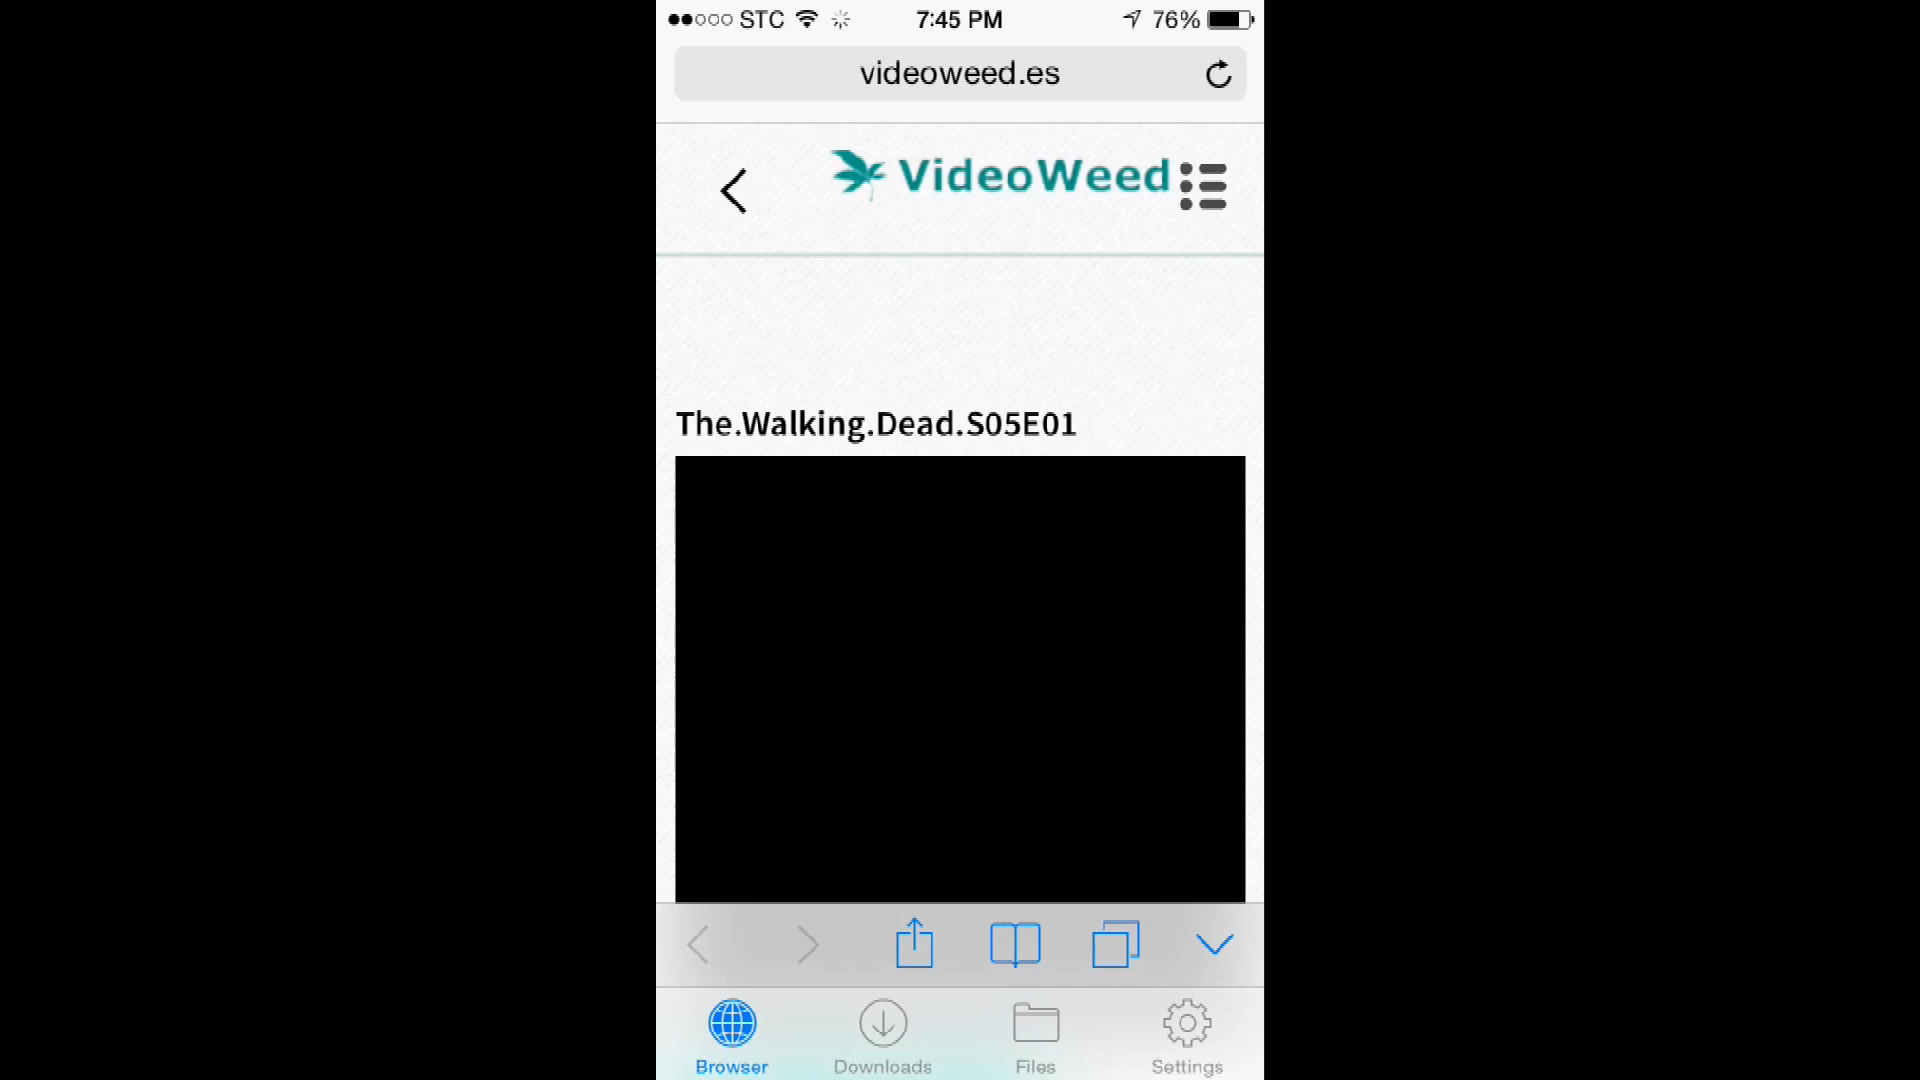 STC 7:45 PM 76%
videoweed.es
VideoWeed
The.Walking.Dead.S05E01
Browser Downloads Files Settings